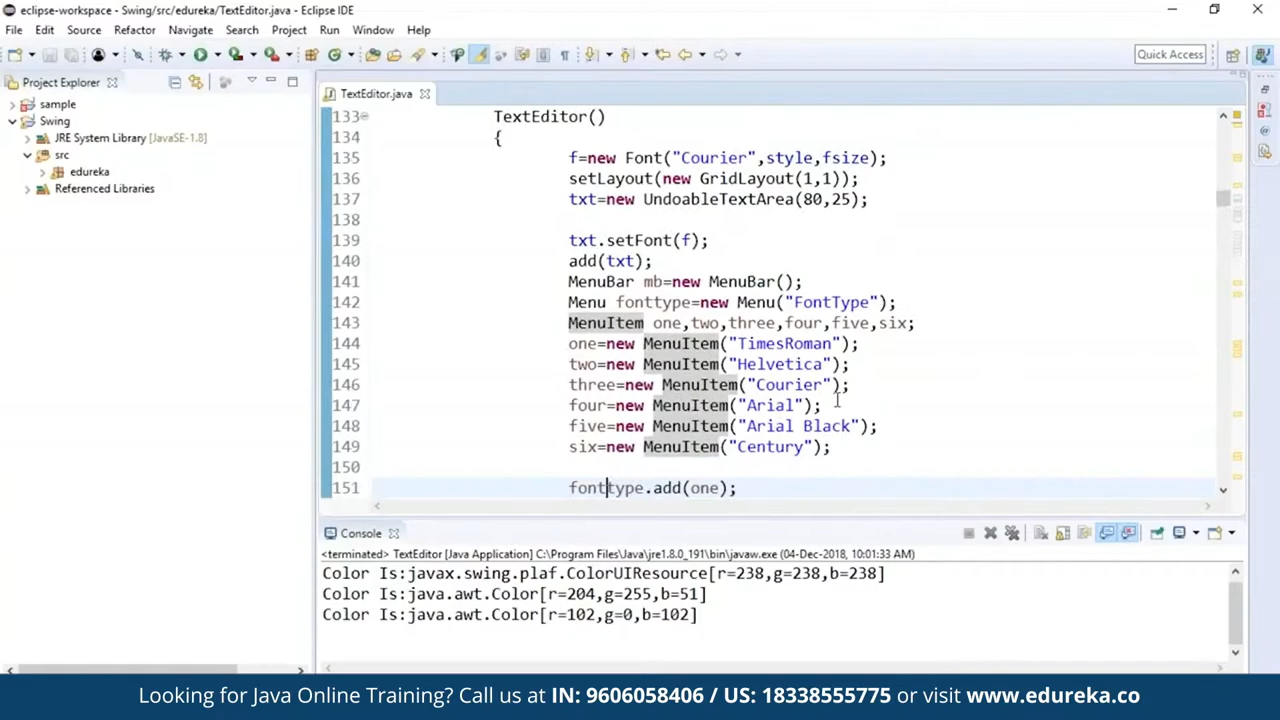 eclipse-workspace - Swing/src/edureka/TextEditor.java - Eclipse IDE
File Edit Source Refactor Navigate Search Project Run Window Help
Quick Access
Project Explorer
sample
Swing
JRE System Library [JavaSE-1.8]
src
edureka
Referenced Libraries
TextEditor.java
133 TextEditor()
134 {
135 f=new Font("Courier",style,fsize);
136 setLayout(new GridLayout(1,1));
137 txt=new UndoableTextArea(80,25);
138
139 txt.setFont(f);
140 add(txt);
141 MenuBar mb=new MenuBar();
142 Menu fonttype=new Menu("FontType");
143 MenuItem one,two,three,four,five,six;
144 one=new MenuItem("TimesRoman");
145 two=new MenuItem("Helvetica");
146 three=new MenuItem("Courier");
147 four=new MenuItem("Arial");
148 five=new MenuItem("Arial Black");
149 six=new MenuItem("Century");
150
151 fonttype.add(one);
Console
<terminated> TextEditor [Java Application] C:\Program Files\Java\jre1.8.0_191\bin\javaw.exe (04-Dec-2018, 10:01:33 AM)
Color Is:javax.swing.plaf.ColorUIResource[r=238,g=238,b=238]
Color Is:java.awt.Color[r=204,g=255,b=51]
Color Is:java.awt.Color[r=102,g=0,b=102]
Looking for Java Online Training? Call us at IN: 9606058406 / US: 18338555775 or visit www.edureka.co